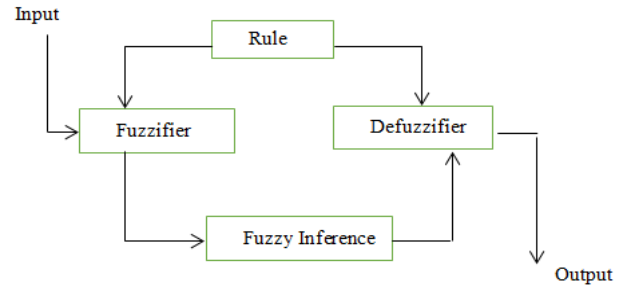 Input
Rule
Fuzzifier
Defuzzifier
Fuzzy Inference
Output